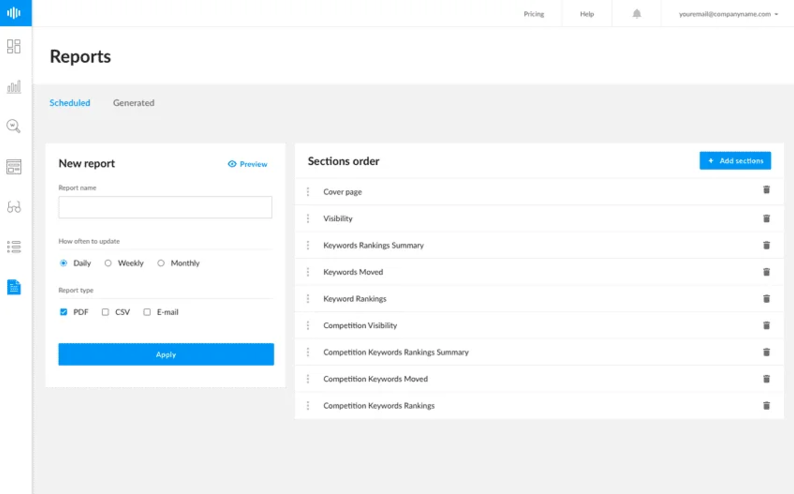 Pricing
Help
youremail@companyname.com
Reports
Scheduled
Generated
New report
Preview
Report name
How often to update
Daily
Weekly
Monthly
Report type
PDF
CSV
E-mail
Apply
Sections order
+ Add sections
Cover page
Visibility
Keywords Rankings Summary
Keywords Moved
Keyword Rankings
Competition Visibility
Competition Keywords Rankings Summary
Competition Keywords Moved
Competition Keywords Rankings